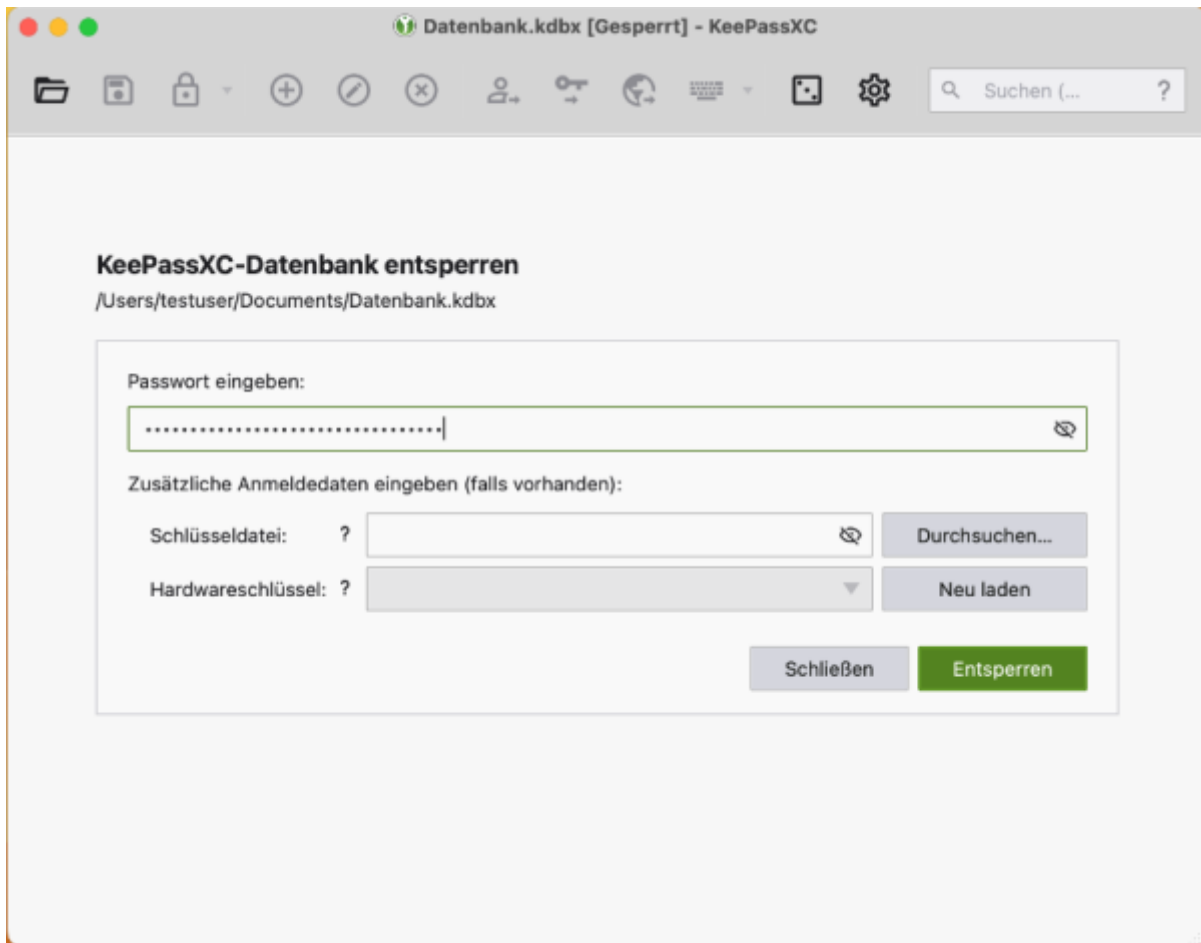 Datenbank.kdbx [Gesperrt] - KeePassXC
Suchen (... ?
KeePassXC-Datenbank entsperren
/Users/testuser/Documents/Datenbank.kdbx
Passwort eingeben:
Zusätzliche Anmeldedaten eingeben (falls vorhanden):
Schlüsseldatei: ? Durchsuchen...
Hardwareschlüssel: ? Neu laden
Schließen Entsperren